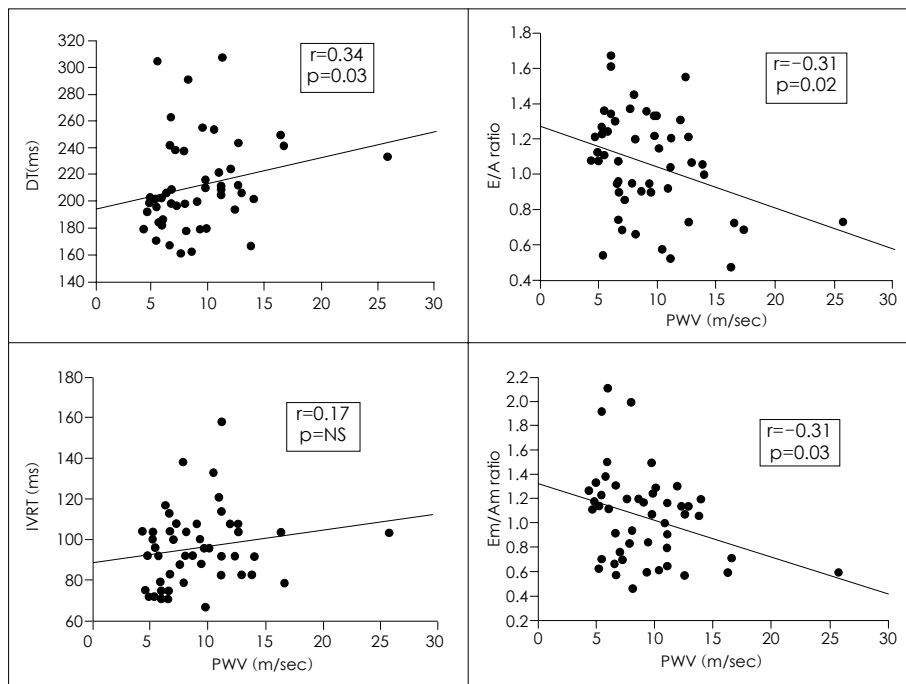 320
300
280
260
240
220
200
180
160
140
DT(ms)
r=0.34
p=0.03
0 5 10 15 20 25 30
1.8
1.6
1.4
1.2
1.0
0.8
0.6
0.4
E/A ratio
r=−0.31
p=0.02
0 5 10 15 20 25 30
PWV (m/sec)
180
160
140
120
100
80
60
IVRT (ms)
r=0.17
p=NS
0 5 10 15 20 25 30
PWV (m/sec)
2.2
2.0
1.8
1.6
1.4
1.2
1.0
0.8
0.6
0.4
0.2
Em/Am ratio
r=−0.31
p=0.03
0 5 10 15 20 25 30
PWV (m/sec)